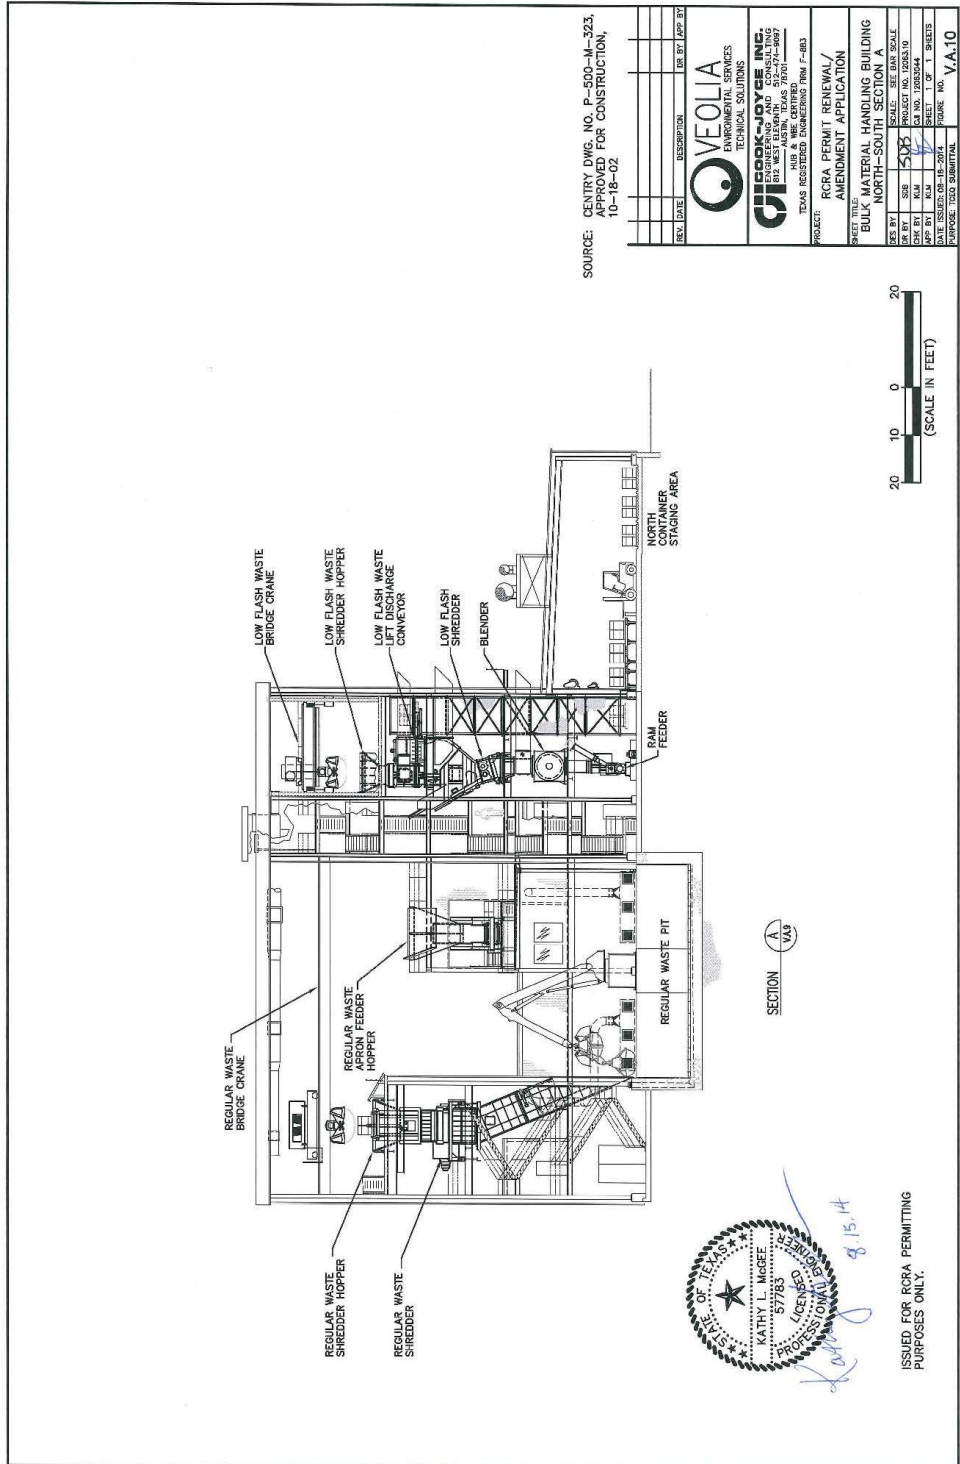 LOW FLASH WASTE
BRIDGE CRANE
LOW FLASH WASTE
SHREDDER HOPPER
LOW FLASH WASTE
LIFT DISCHARGE
CONVEYOR
LOW FLASH
SHREDDER
BLENDER
REGULAR WASTE
BRIDGE CRANE
REGULAR WASTE
APRON FEEDER
HOPPER
REGULAR WASTE
SHREDDER HOPPER
REGULAR WASTE
SHREDDER
RAM
FEEDER
NORTH
CONTAINER
STAGING AREA
REGULAR WASTE PIT
SECTION
A
V.A.9
20 10 0 20
(SCALE IN FEET)
STATE OF TEXAS
KATHY L. McGEE
57783
LICENSED
PROFESSIONAL ENGINEER
8.15.14
ISSUED FOR RCRA PERMITTING
PURPOSES ONLY.
SOURCE: CENTRY DWG. NO. P-500-M-323,
APPROVED FOR CONSTRUCTION,
10-18-02
REV. DATE DESCRIPTION DR BY APP BY
VEOLIA
ENVIRONMENTAL SERVICES
TECHNICAL SOLUTIONS
COOK-JOYCE INC.
ENGINEERING AND CONSULTING
812 WEST ELEVENTH 512-474-9097
AUSTIN, TEXAS 78701
HUB & WBE CERTIFIED
TEXAS REGISTERED ENGINEERING FIRM F-883
PROJECT:
RCRA PERMIT RENEWAL/
AMENDMENT APPLICATION
SHEET TITLE:
BULK MATERIAL HANDLING BUILDING
NORTH-SOUTH SECTION A
DES BY SCALE: SEE BAR SCALE
DR BY SDB SDB PROJECT NO. 12063.10
CHK BY KLM CJI NO. 12063044
APP BY KLM SHEET 1 OF 1 SHEETS
DATE ISSUED: 08-15-2014 FIGURE NO.
PURPOSE: TCEQ SUBMITTAL V.A.10